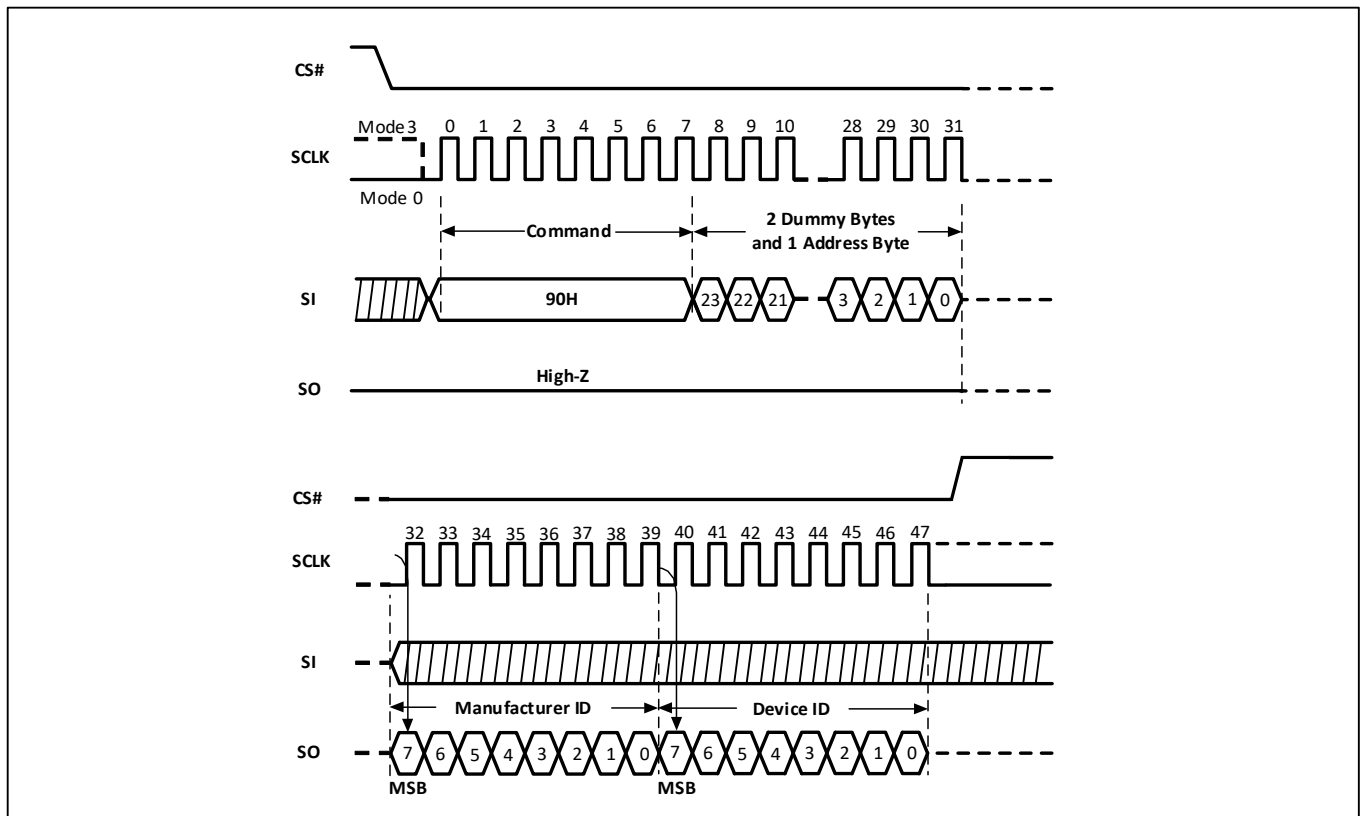 CS#
Mode 3 0 1 2 3 4 5 6 7 8 9 10 28 29 30 31
SCLK
Mode 0
Command
2 Dummy Bytes
and 1 Address Byte
SI 90H 23 22 21 3 2 1 0
High-Z
SO
CS#
32 33 34 35 36 37 38 39 40 41 42 43 44 45 46 47
SCLK
SI
Manufacturer ID Device ID
SO 7 6 5 4 3 2 1 0 7 6 5 4 3 2 1 0
MSB MSB